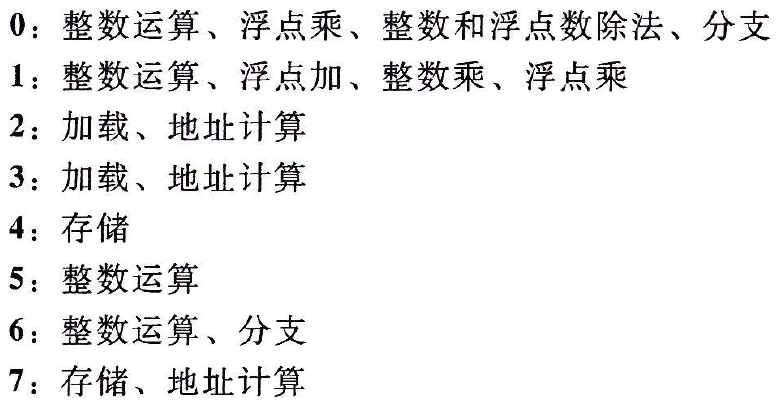 0：整数运算、浮点乘、整数和浮点数除法、分支
1：整数运算、浮点加、整数乘、浮点乘
2：加载、地址计算
3：加载、地址计算
4：存储
5：整数运算
6：整数运算、分支
7：存储、地址计算